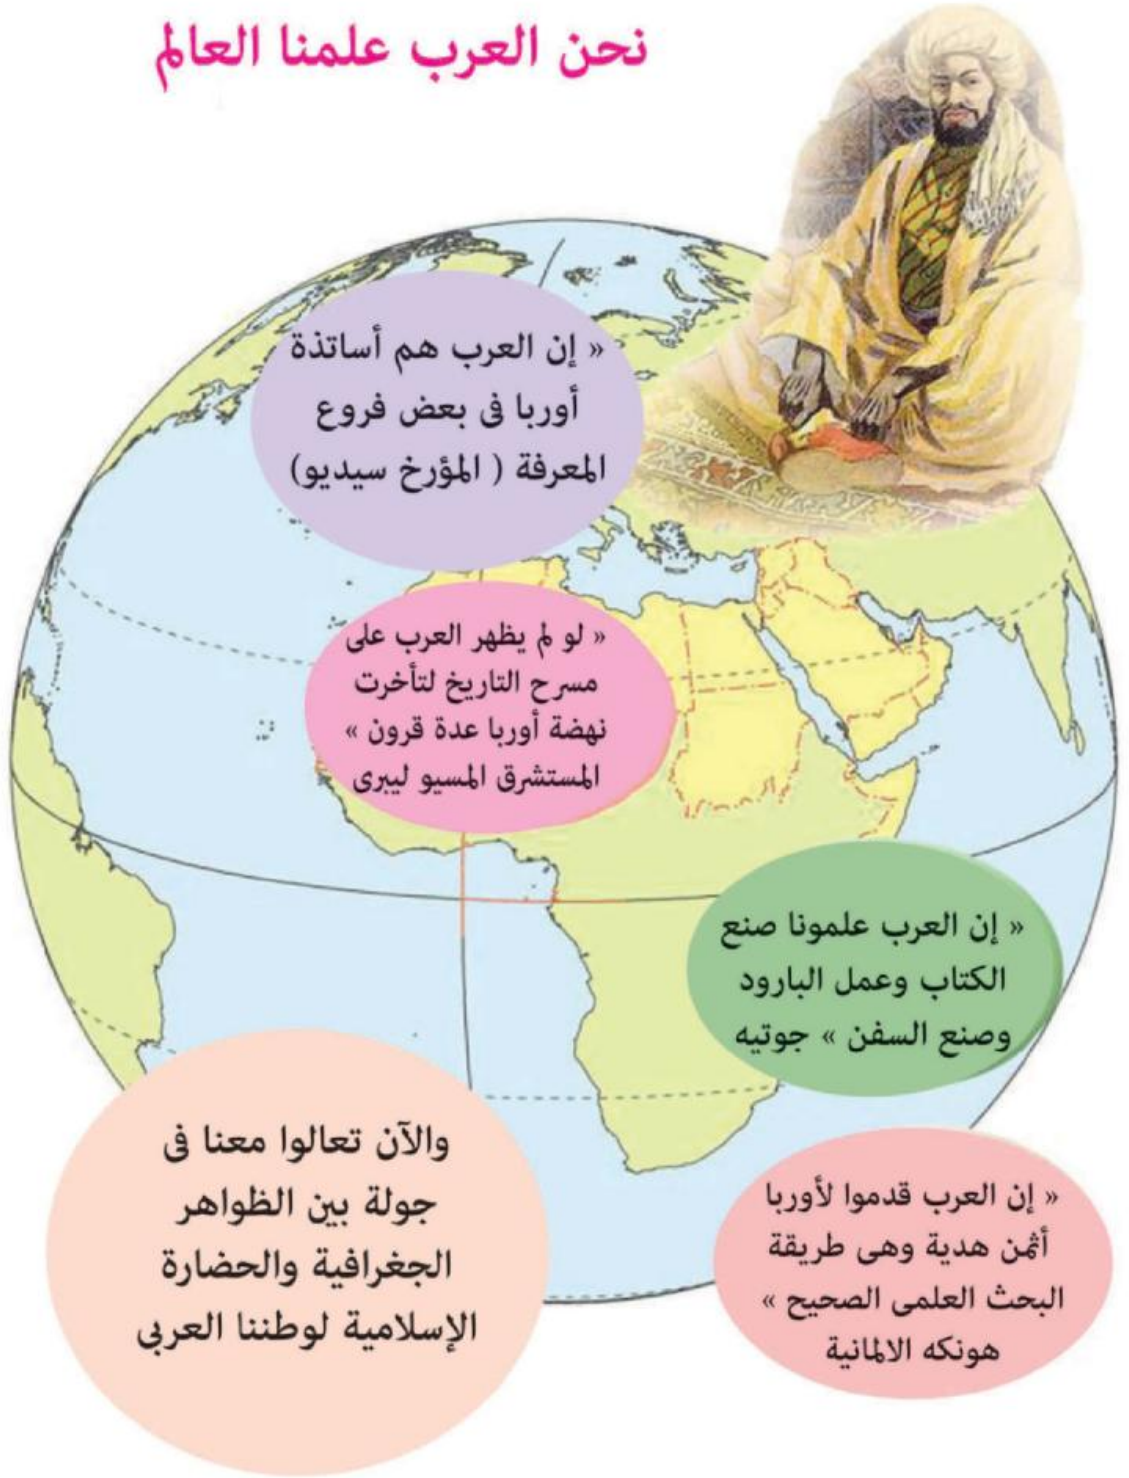 نحن العرب علمنا العالم
« إن العرب هم أساتذة
أوربا فى بعض فروع
المعرفة ( المؤرخ سيديو)
« لو لم يظهر العرب على
مسرح التاريخ لتأخرت
نهضة أوربا عدة قرون »
المستشرق المسيو ليبرى
« إن العرب علمونا صنع
الكتاب وعمل البارود
وصنع السفن » جوتيه
« إن العرب قدموا لأوربا
أثمن هدية وهى طريقة
البحث العلمى الصحيح »
هونكه الالمانية
والآن تعالوا معنا فى
جولة بين الظواهر
الجغرافية والحضارة
الإسلامية لوطننا العربى